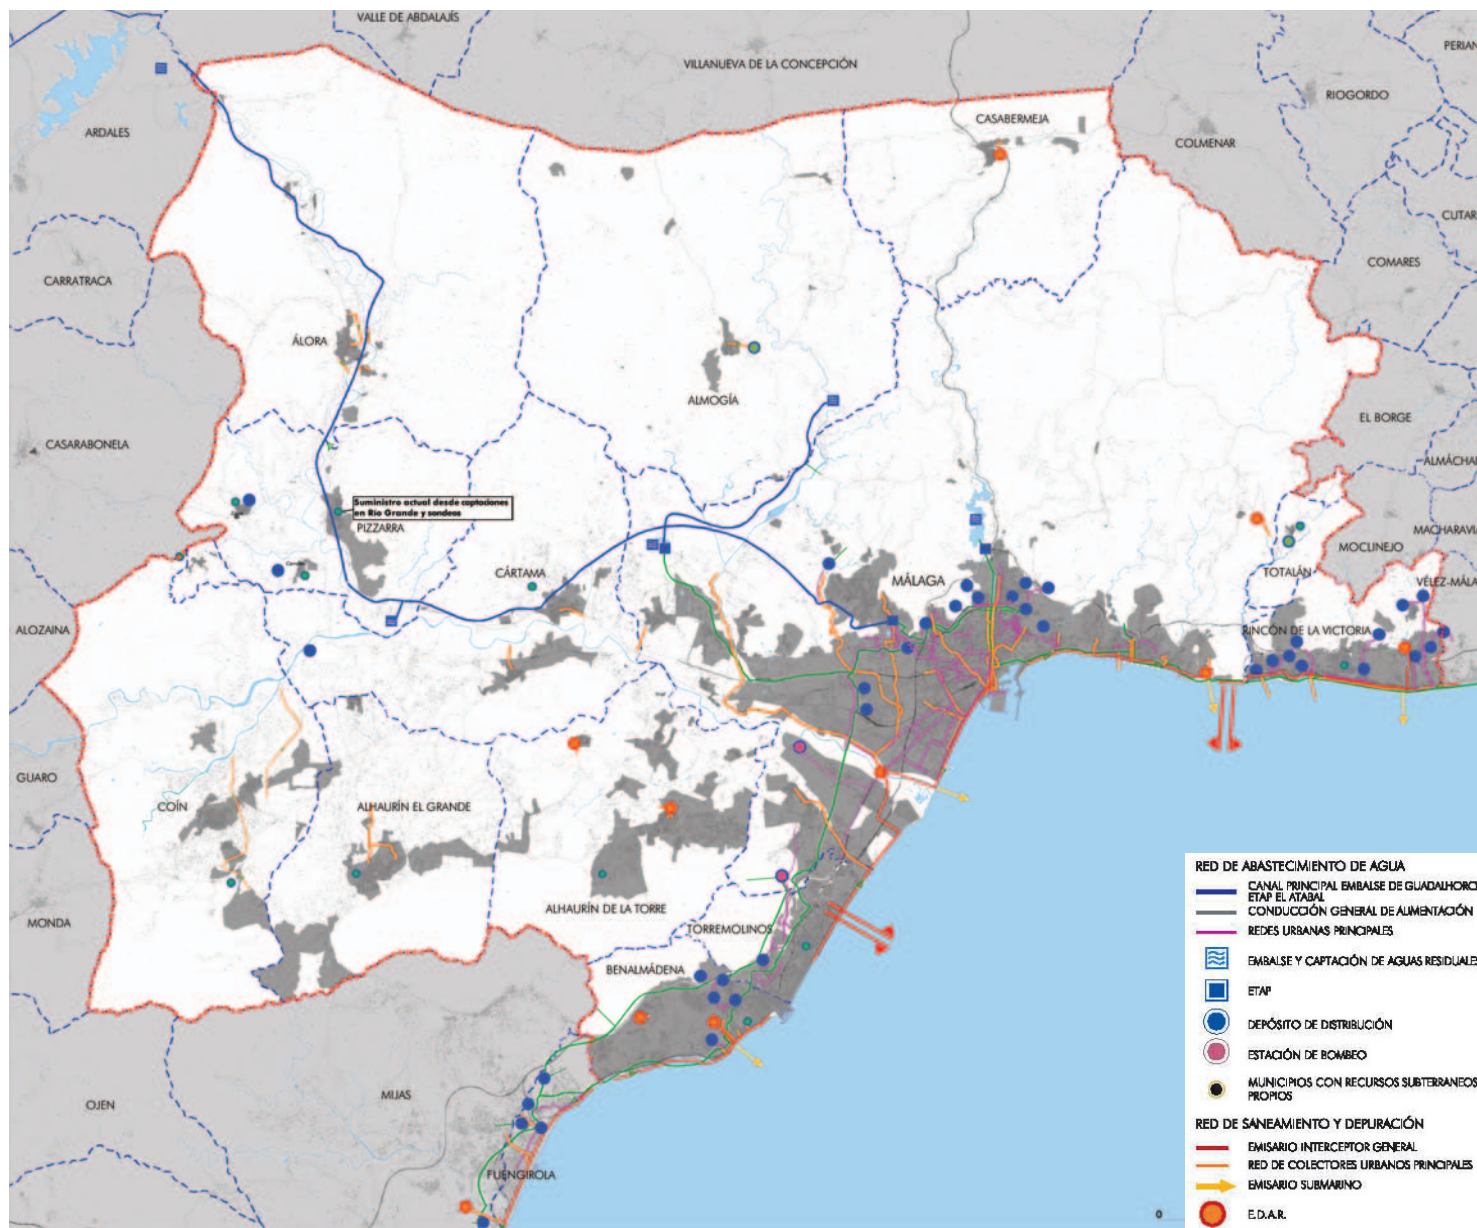 VALLE DE ABDALAJÍS
VILLANUEVA DE LA CONCEPCIÓN
PERIAN
RIOGORDO
CASABERMEJA
ARDALES
COLMENAR
CUTAR
COMARES
CARRATRACA
ÁLORA
ALMOGÍA
EL BORGE
CASARABONELA
ALMÁCHAR
Suministro actual desde captaciones
en Río Grande y sondeos
PIZZARRA
MACHARAVIA
MOCLINEJO
CÁRTAMA
MÁLAGA
TOTALÁN
VÉLEZ-MÁLA
ALOZAINA
RINCÓN DE LA VICTORIA
GUARO
COÍN
ALHAURÍN EL GRANDE
MONDA
ALHAURÍN DE LA TORRE
TORREMOLINOS
BENALMÁDENA
MIJAS
OJEN
FUENGIROLA
RED DE ABASTECIMIENTO DE AGUA
CANAL PRINCIPAL EMBALSE DE GUADALHORCE
ETAP EL ATABAL
CONDUCCIÓN GENERAL DE ALIMENTACIÓN
REDES URBANAS PRINCIPALES
EMBALSE Y CAPTACIÓN DE AGUAS RESIDUALES
ETAP
DEPÓSITO DE DISTRIBUCIÓN
ESTACIÓN DE BOMBEO
MUNICIPIOS CON RECURSOS SUBTERRANEOS
PROPIOS
RED DE SANEAMIENTO Y DEPURACIÓN
EMISARIO INTERCEPTOR GENERAL
RED DE COLECTORES URBANOS PRINCIPALES
EMISARIO SUBMARINO
0
E.D.A.R.